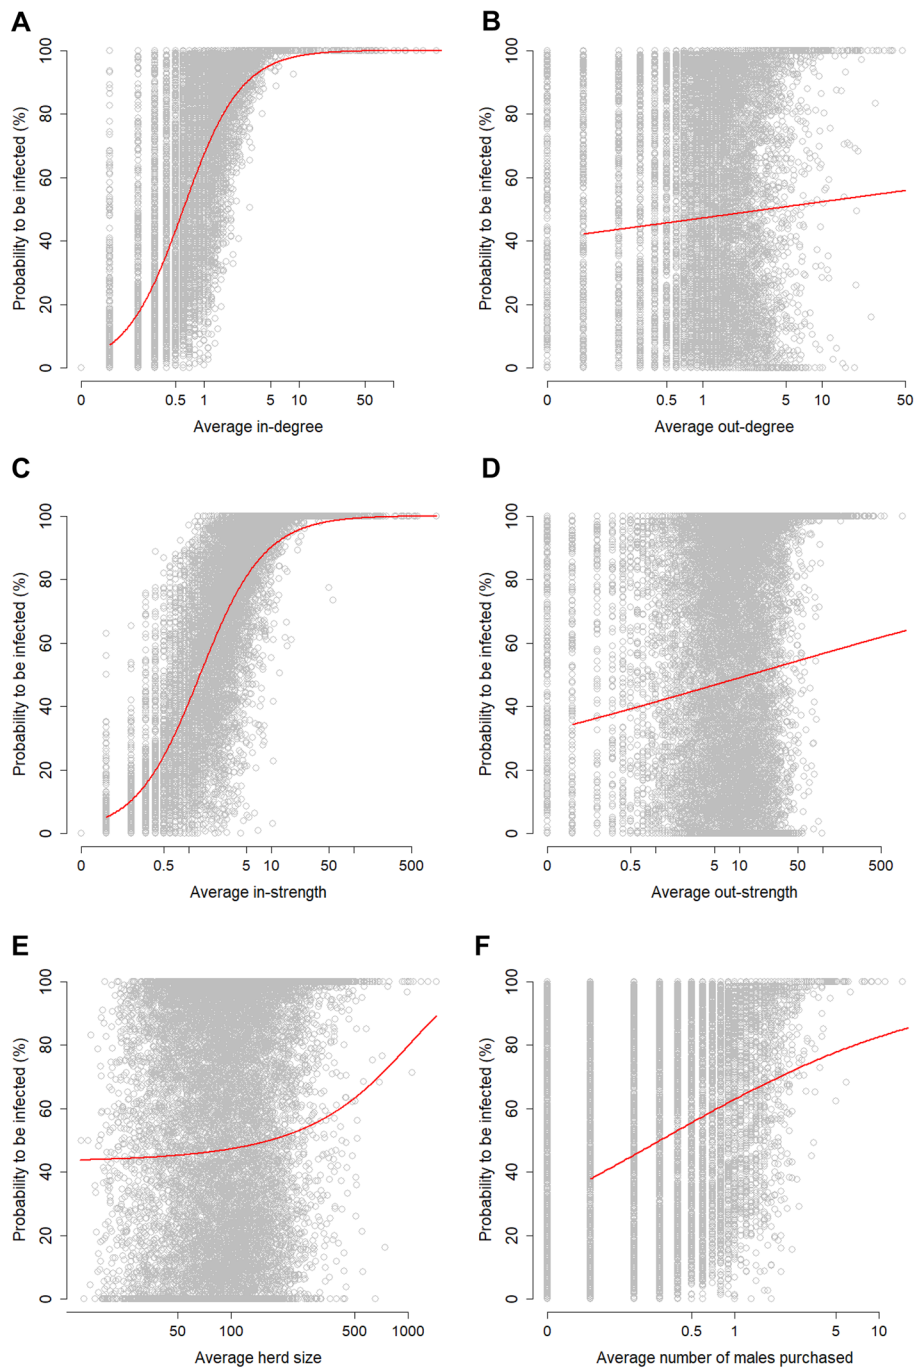 A
Probability to be infected (%)
0 20 40 60 80 100
0 0.5 1 5 10 50
Average in-degree
B
Probability to be infected (%)
0 20 40 60 80 100
0 0.5 1 5 10 50
Average out-degree
C
Probability to be infected (%)
0 20 40 60 80 100
0 0.5 5 10 50 500
Average in-strength
D
Probability to be infected (%)
0 20 40 60 80 100
0 0.5 5 10 50 500
Average out-strength
E
Probability to be infected (%)
0 20 40 60 80 100
50 100 500 1000
Average herd size
F
Probability to be infected (%)
0 20 40 60 80 100
0 0.5 1 5 10
Average number of males purchased